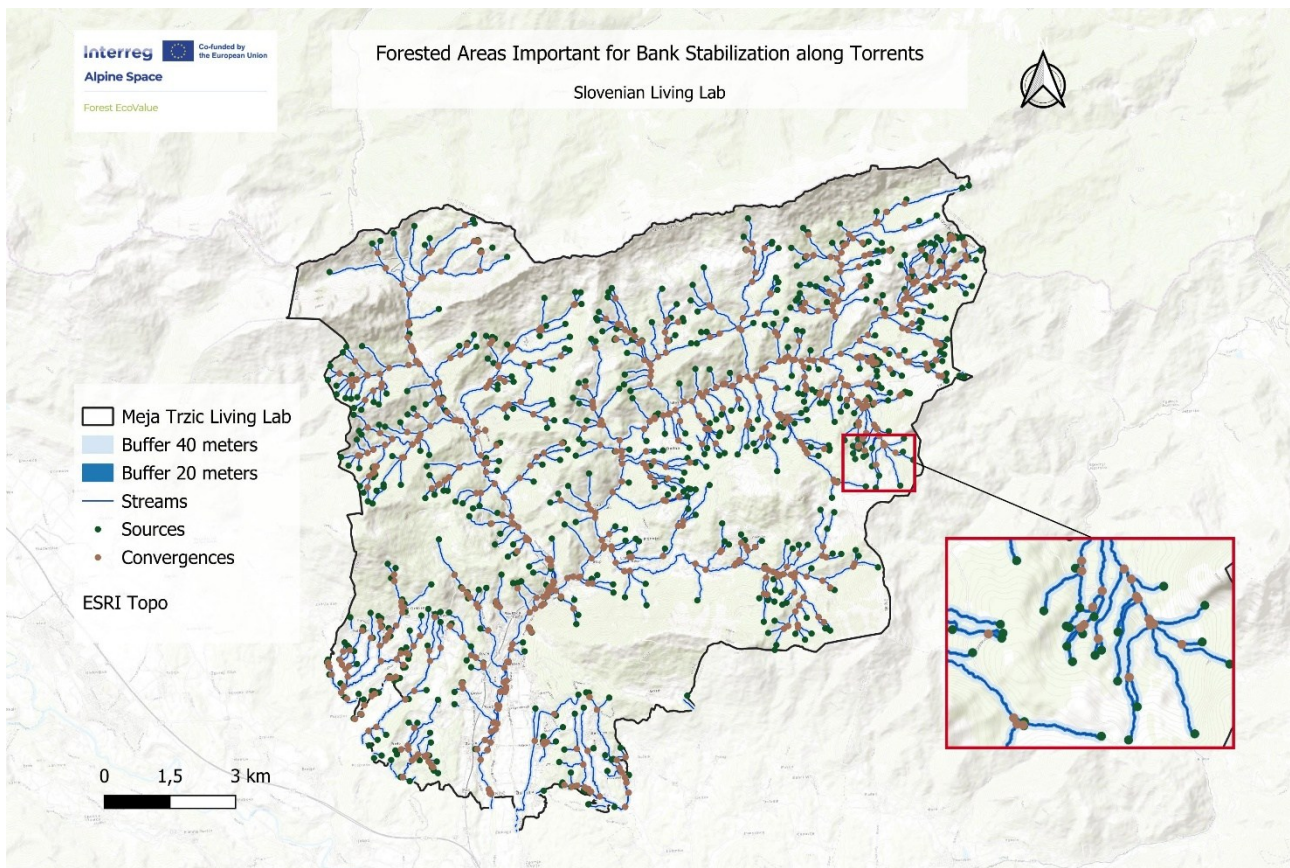 Interreg
Co-funded by
the European Union
Alpine Space
Forest EcoValue
Forested Areas Important for Bank Stabilization along Torrents
Slovenian Living Lab
Meja Trzic Living Lab
Buffer 40 meters
Buffer 20 meters
Streams
Sources
Convergences
ESRI Topo
0 1,5 3 km